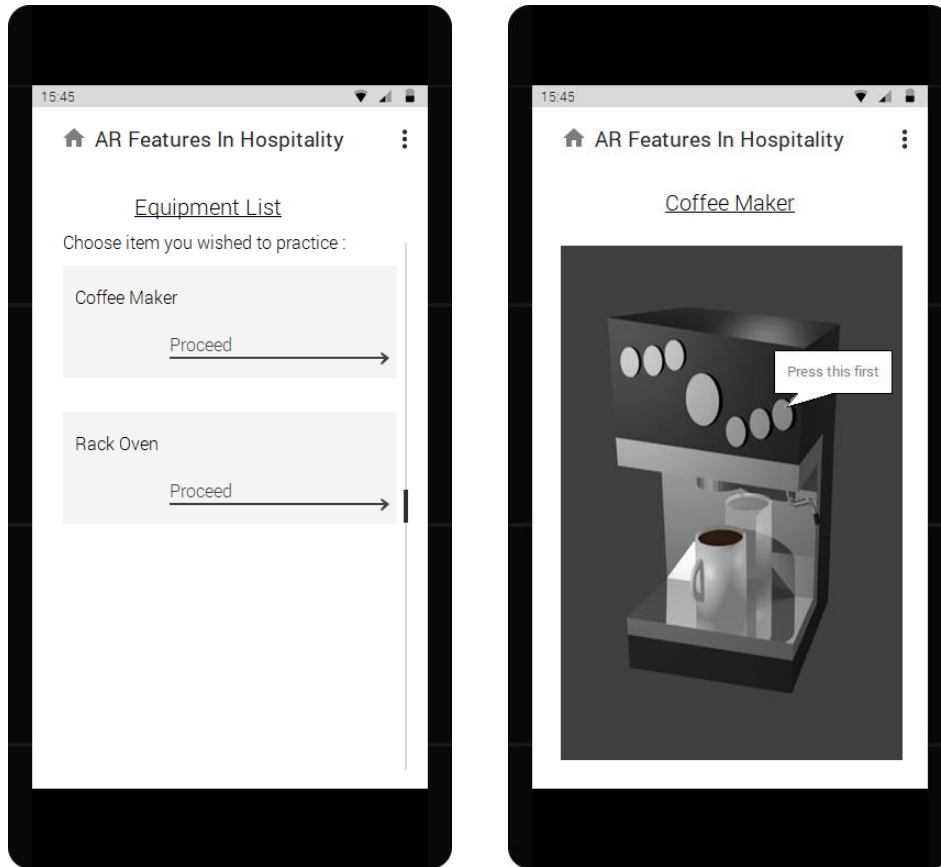 15:45
AR Features In Hospitality
Equipment List
Choose item you wished to practice :
Coffee Maker
Proceed
Rack Oven
Proceed
15:45
AR Features In Hospitality
Coffee Maker
Press this first